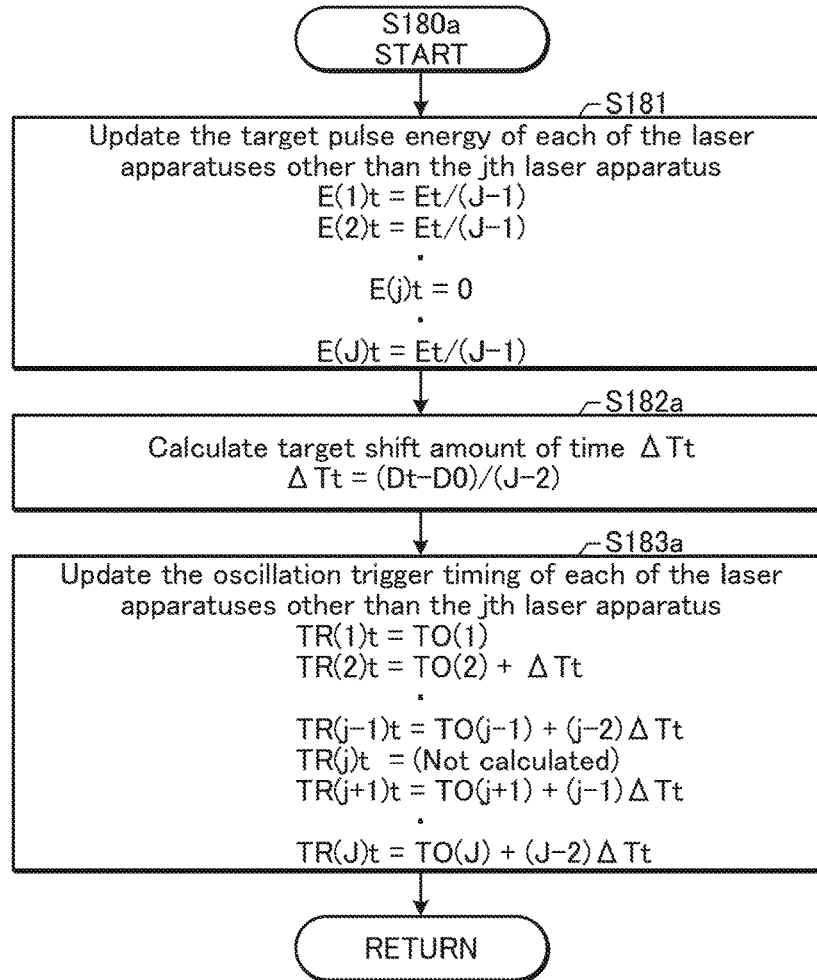 S180a
START
S181
Update the target pulse energy of each of the laser
apparatuses other than the jth laser apparatus
E(1)t = Et/(J-1)
E(2)t = Et/(J-1)
·
E(j)t = 0
·
E(J)t = Et/(J-1)
S182a
Calculate target shift amount of time ΔTt
ΔTt = (Dt-D0)/(J-2)
S183a
Update the oscillation trigger timing of each of the laser
apparatuses other than the jth laser apparatus
TR(1)t = TO(1)
TR(2)t = TO(2) + ΔTt
·
TR(j-1)t = TO(j-1) + (j-2)ΔTt
TR(j)t = (Not calculated)
TR(j+1)t = TO(j+1) + (j-1)ΔTt
·
TR(J)t = TO(J) + (J-2)ΔTt
RETURN